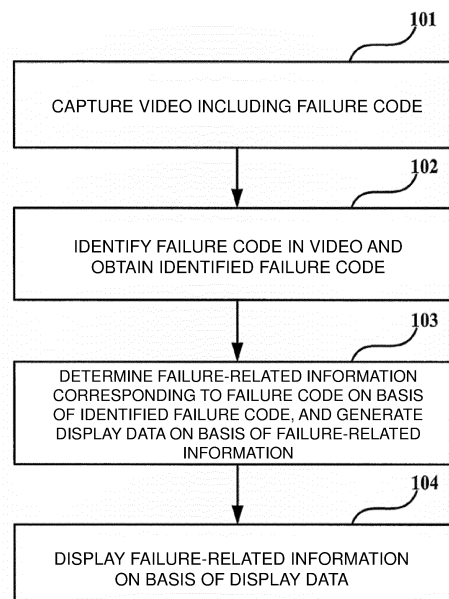 101
CAPTURE VIDEO INCLUDING FAILURE CODE
102
IDENTIFY FAILURE CODE IN VIDEO AND
OBTAIN IDENTIFIED FAILURE CODE
103
DETERMINE FAILURE-RELATED INFORMATION
CORRESPONDING TO FAILURE CODE ON BASIS
OF IDENTIFIED FAILURE CODE, AND GENERATE
DISPLAY DATA ON BASIS OF FAILURE-RELATED
INFORMATION
104
DISPLAY FAILURE-RELATED INFORMATION
ON BASIS OF DISPLAY DATA